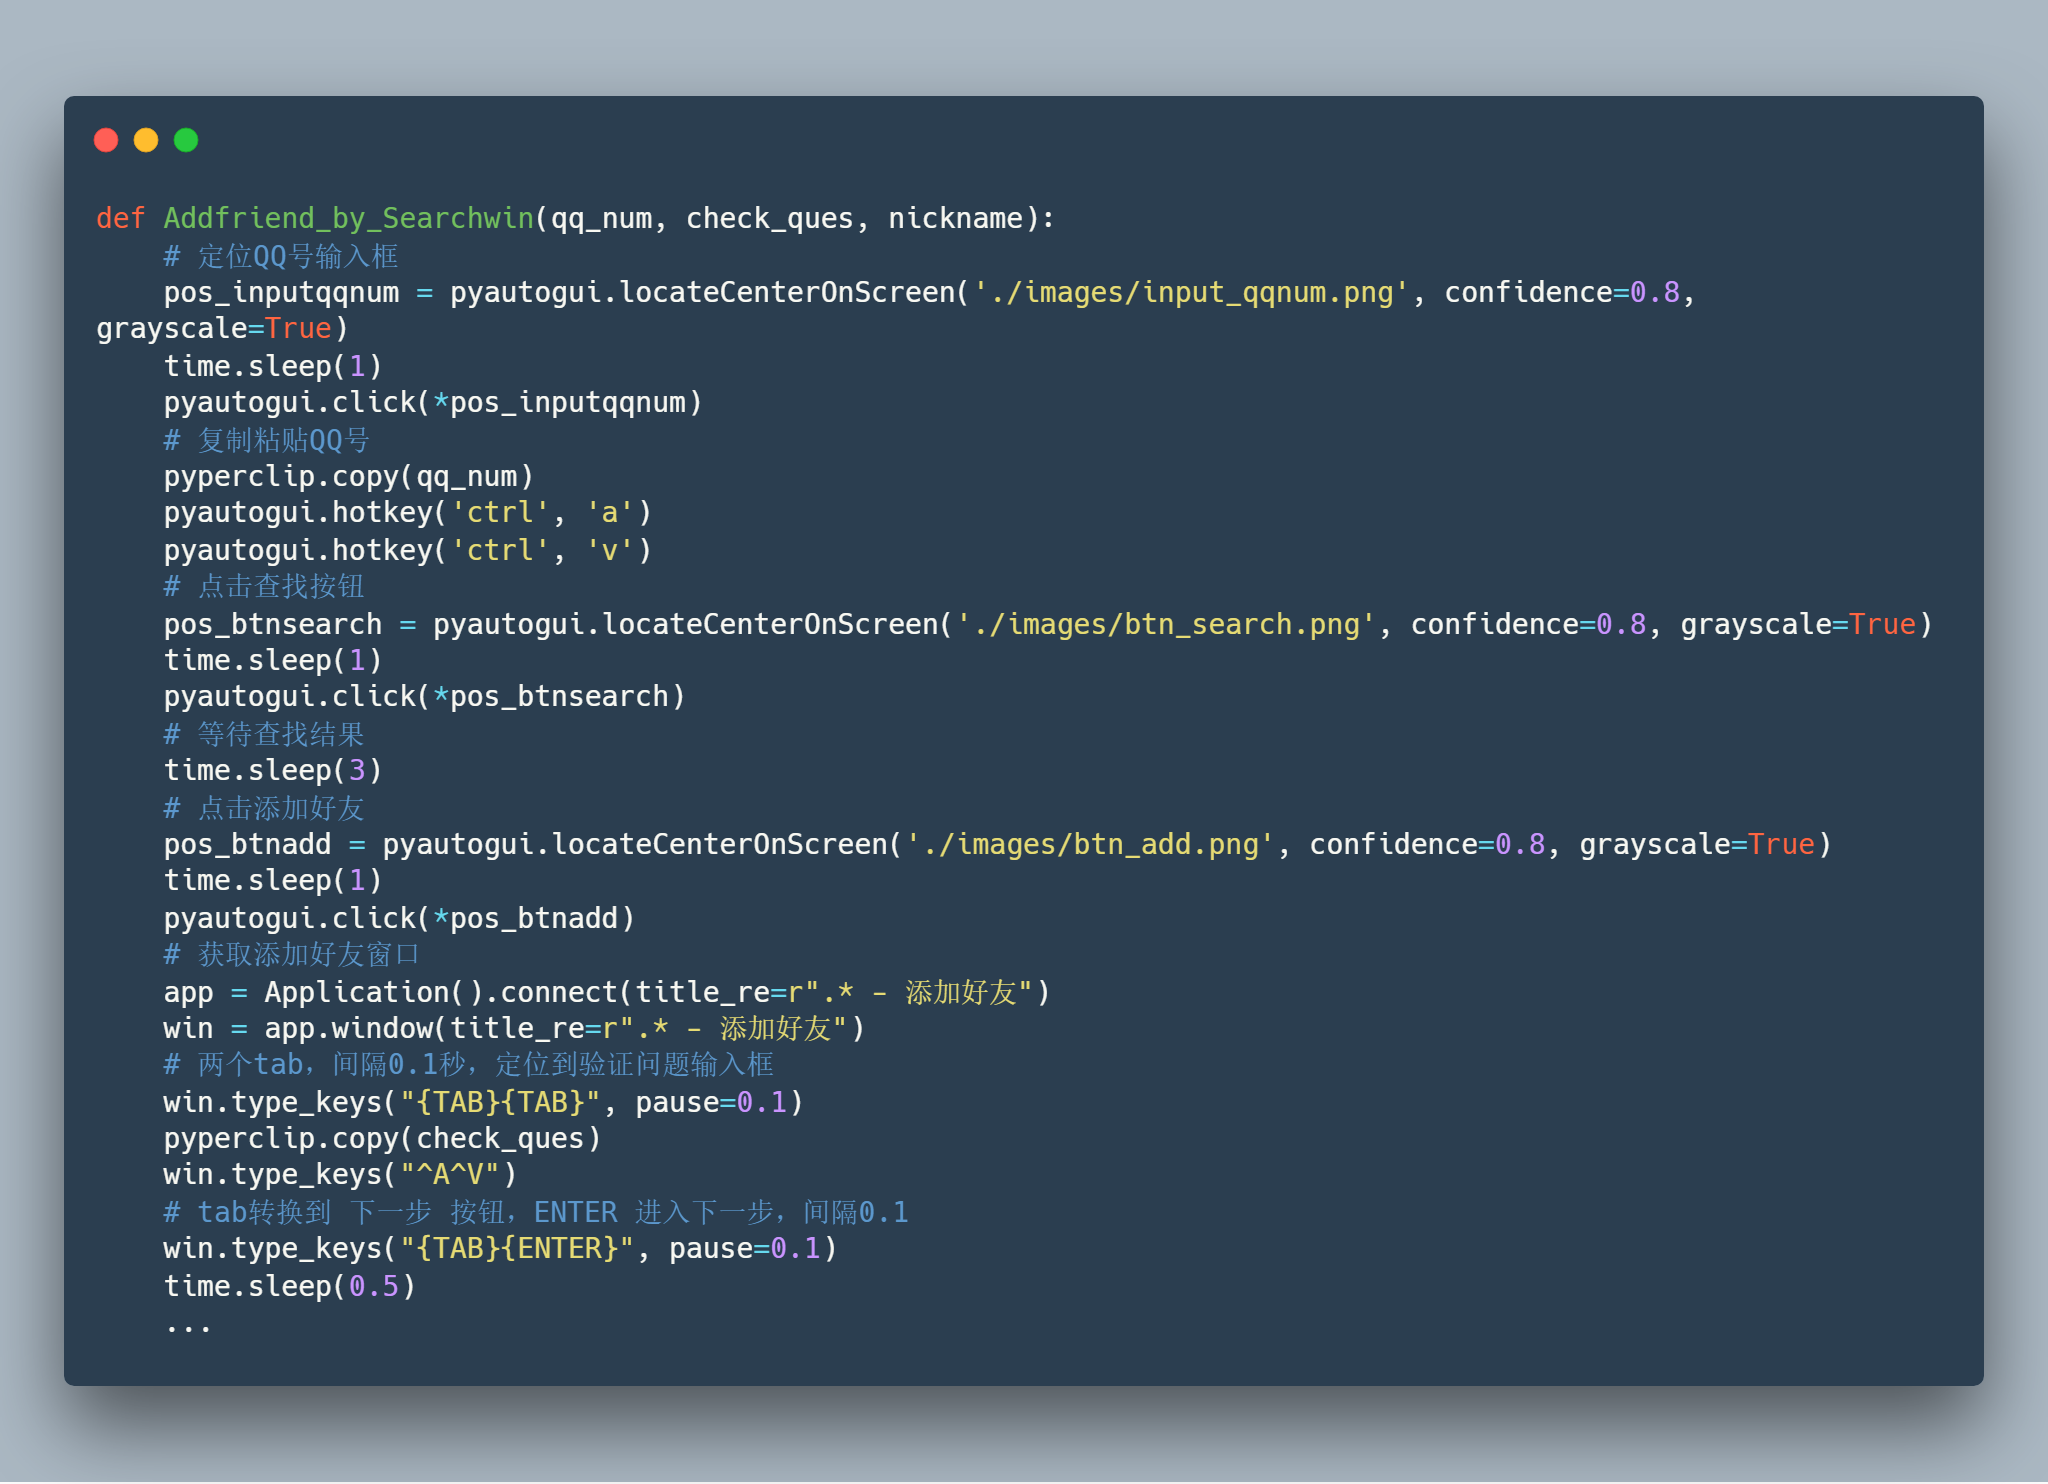 def Addfriend_by_Searchwin(qq_num, check_ques, nickname):
    # 定位QQ号输入框
    pos_inputqqnum = pyautogui.locateCenterOnScreen('./images/input_qqnum.png', confidence=0.8,
grayscale=True)
    time.sleep(1)
    pyautogui.click(*pos_inputqqnum)
    # 复制粘贴QQ号
    pyperclip.copy(qq_num)
    pyautogui.hotkey('ctrl', 'a')
    pyautogui.hotkey('ctrl', 'v')
    # 点击查找按钮
    pos_btnsearch = pyautogui.locateCenterOnScreen('./images/btn_search.png', confidence=0.8, grayscale=True)
    time.sleep(1)
    pyautogui.click(*pos_btnsearch)
    # 等待查找结果
    time.sleep(3)
    # 点击添加好友
    pos_btnadd = pyautogui.locateCenterOnScreen('./images/btn_add.png', confidence=0.8, grayscale=True)
    time.sleep(1)
    pyautogui.click(*pos_btnadd)
    # 获取添加好友窗口
    app = Application().connect(title_re=r".* - 添加好友")
    win = app.window(title_re=r".* - 添加好友")
    # 两个tab，间隔0.1秒，定位到验证问题输入框
    win.type_keys("{TAB}{TAB}", pause=0.1)
    pyperclip.copy(check_ques)
    win.type_keys("^A^V")
    # tab转换到 下一步 按钮，ENTER 进入下一步，间隔0.1
    win.type_keys("{TAB}{ENTER}", pause=0.1)
    time.sleep(0.5)
    ...